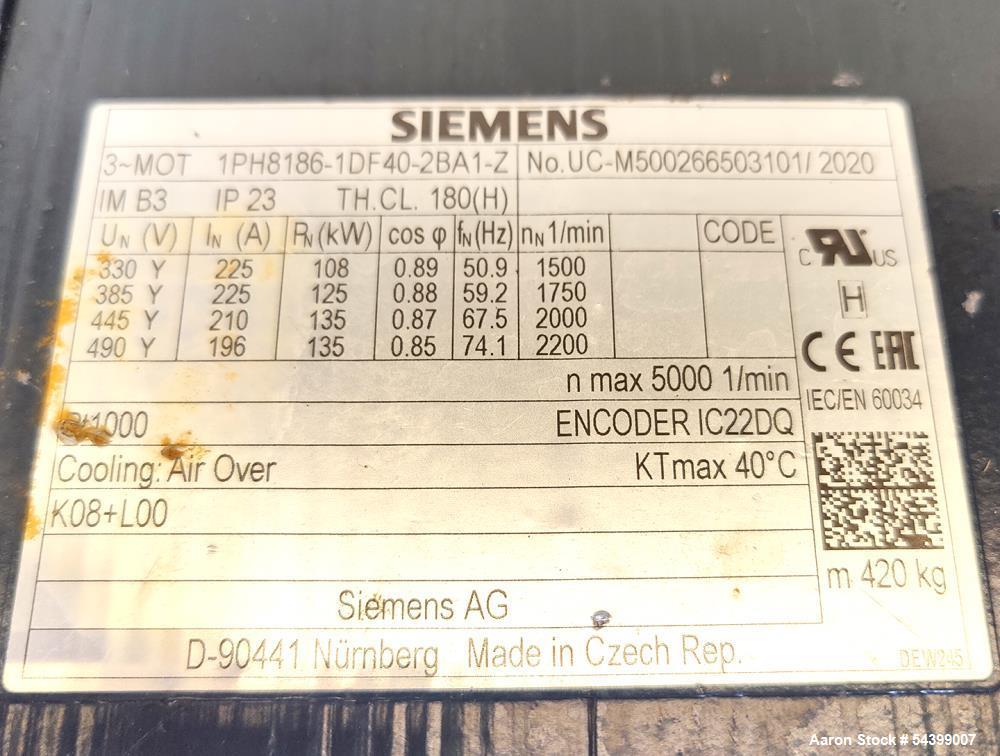 SIEMENS
3~MOT 1PH8186-1DF40-2BA1-Z No.UC-M500266503101/2020
IM B3 IP 23 TH.CL. 180(H)
UN (V) IN (A) PN(kW) cos φ fN(Hz) nN 1/min CODE
330 Y 225 108 0.89 50.9 1500
385 Y 225 125 0.88 59.2 1750
445 Y 210 135 0.87 67.5 2000
490 Y 196 135 0.85 74.1 2200
C RU US
H
CE EAC
n max 5000 1/min
IEC/EN 60034
Pt1000 ENCODER IC22DQ
Cooling: Air Over KTmax 40°C
K08+L00
m 420 kg
Siemens AG
D-90441 Nürnberg Made in Czech Rep.
DEW245
Aaron Stock # 54399007